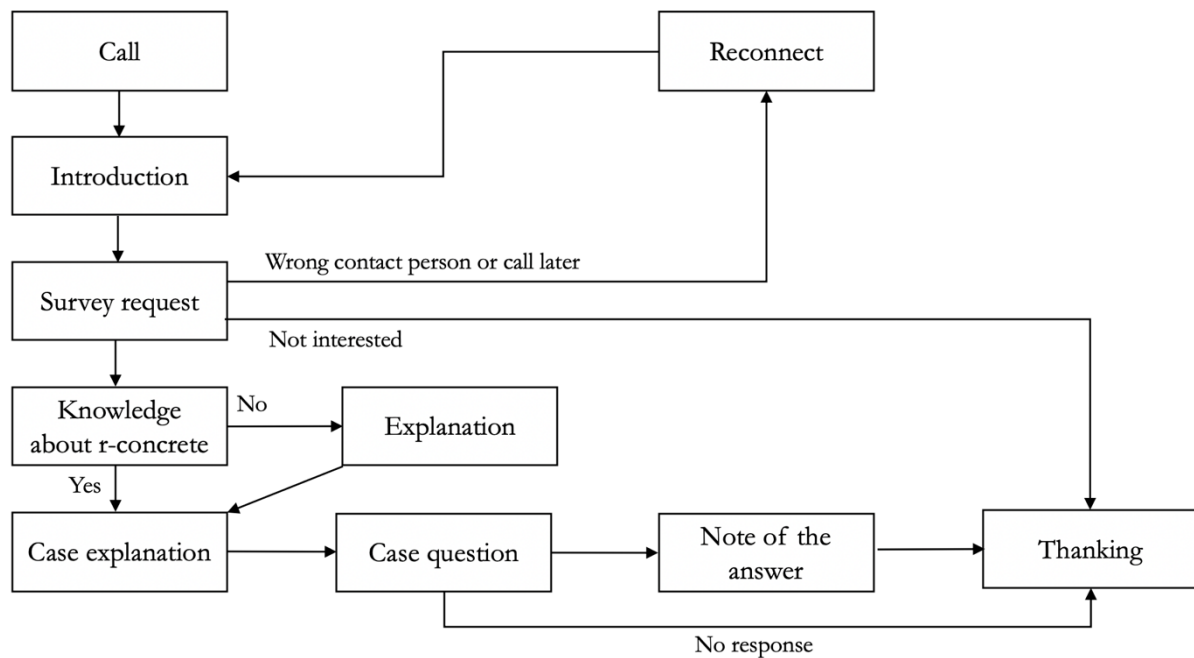 Call
Reconnect
Introduction
Wrong contact person or call later
Survey request
Not interested
Knowledge
about r-concrete
No
Explanation
Yes
Case explanation
Case question
Note of the
answer
Thanking
No response